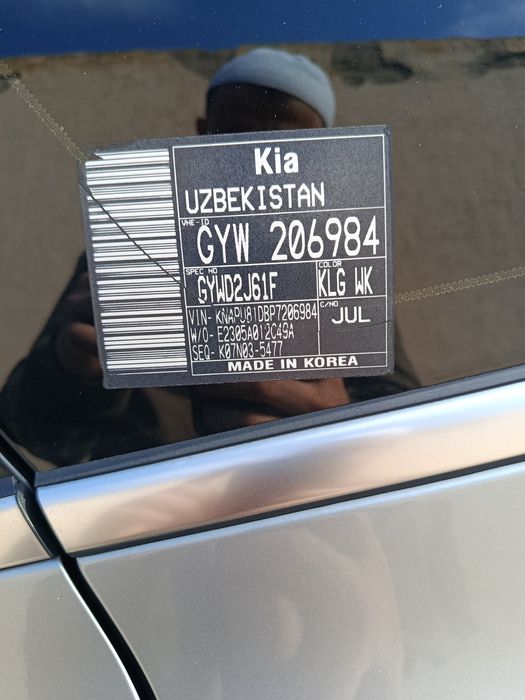 Kia
UZBEKISTAN
VHE-ID
GYW 206984
SPEC NO
GYWD2J61F
COLOR
KLG WK
VIN- KNAPU81DBP7206984
W/O- E2305A012C49A
SEQ- K07N03-5477
C/NO
JUL
MADE IN KOREA